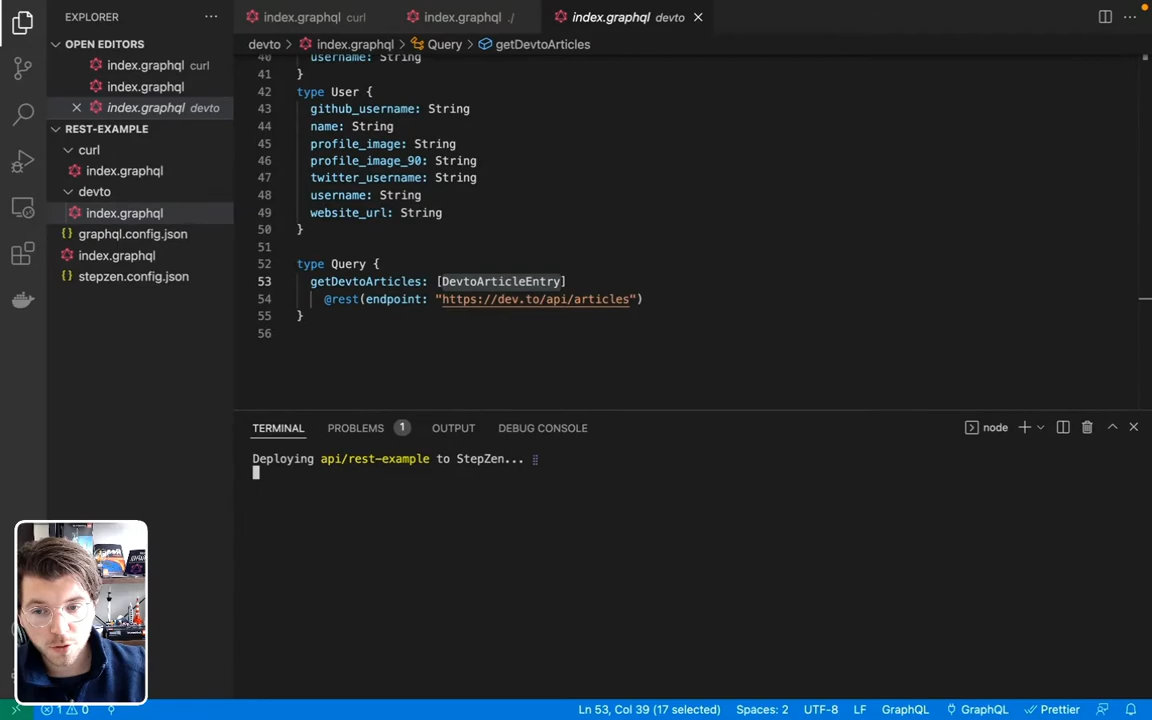 EXPLORER
···
OPEN EDITORS
index.graphql curl
index.graphql
index.graphql devto
REST-EXAMPLE
curl
index.graphql
devto
index.graphql
graphql.config.json
index.graphql
stepzen.config.json
index.graphql curl
index.graphql ./
index.graphql devto
devto > index.graphql > Query > getDevtoArticles
40 username: String
41 }
42 type User {
43 github_username: String
44 name: String
45 profile_image: String
46 profile_image_90: String
47 twitter_username: String
48 username: String
49 website_url: String
50 }
51
52 type Query {
53 getDevtoArticles: [DevtoArticleEntry]
54 @rest(endpoint: "https://dev.to/api/articles")
55 }
56
TERMINAL PROBLEMS 1 OUTPUT DEBUG CONSOLE
node
Deploying api/rest-example to StepZen...
1 0
Ln 53, Col 39 (17 selected) Spaces: 2 UTF-8 LF GraphQL GraphQL Prettier